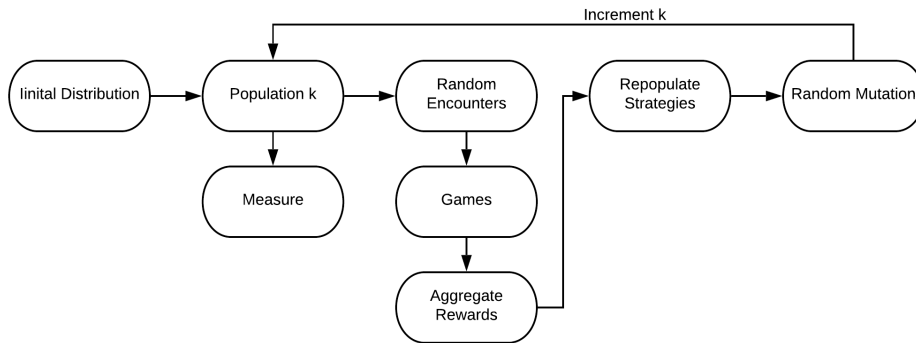 Increment k
Iinital Distribution
Population k
Random
Encounters
Repopulate
Strategies
Random Mutation
Measure
Games
Aggregate
Rewards